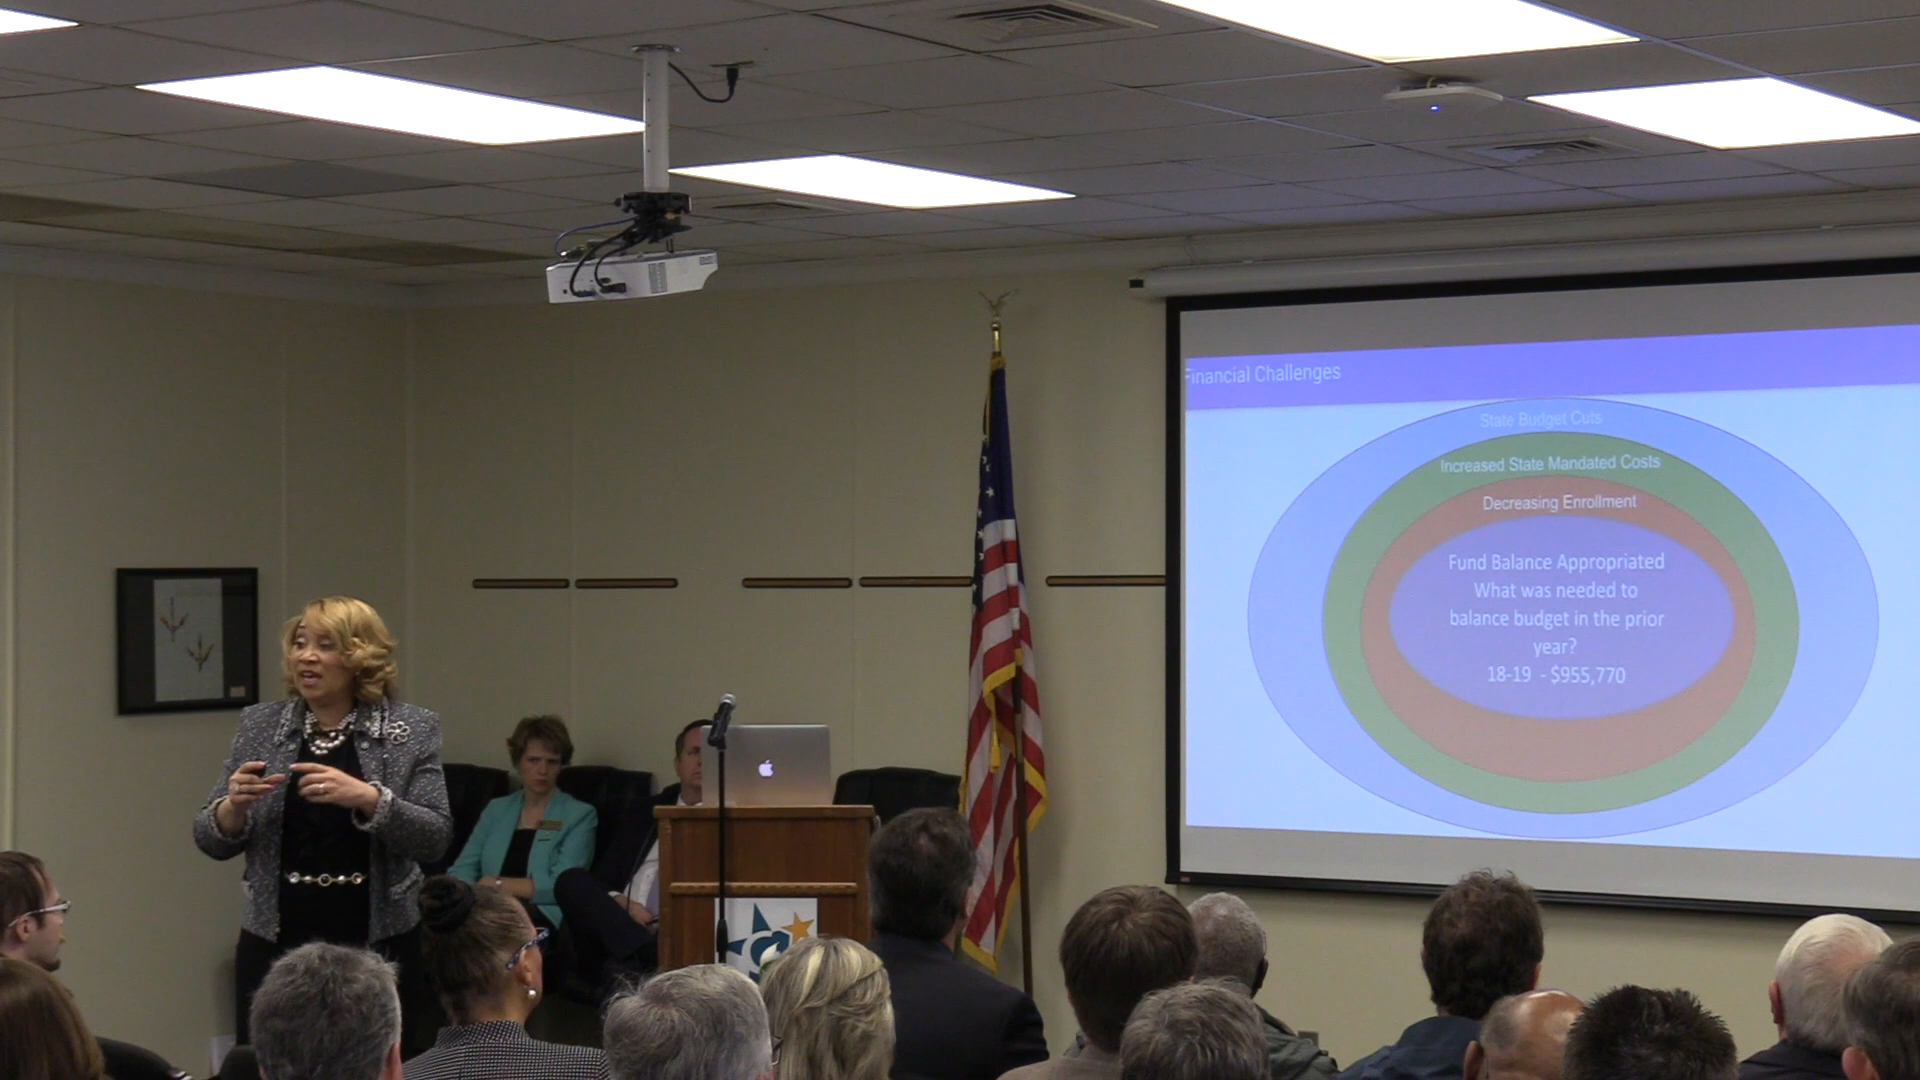 Financial Challenges
State Budget Cuts
Increased State Mandated Costs
Decreasing Enrollment
Fund Balance Appropriated
What was needed to
balance budget in the prior
year?
18-19 - $955,770